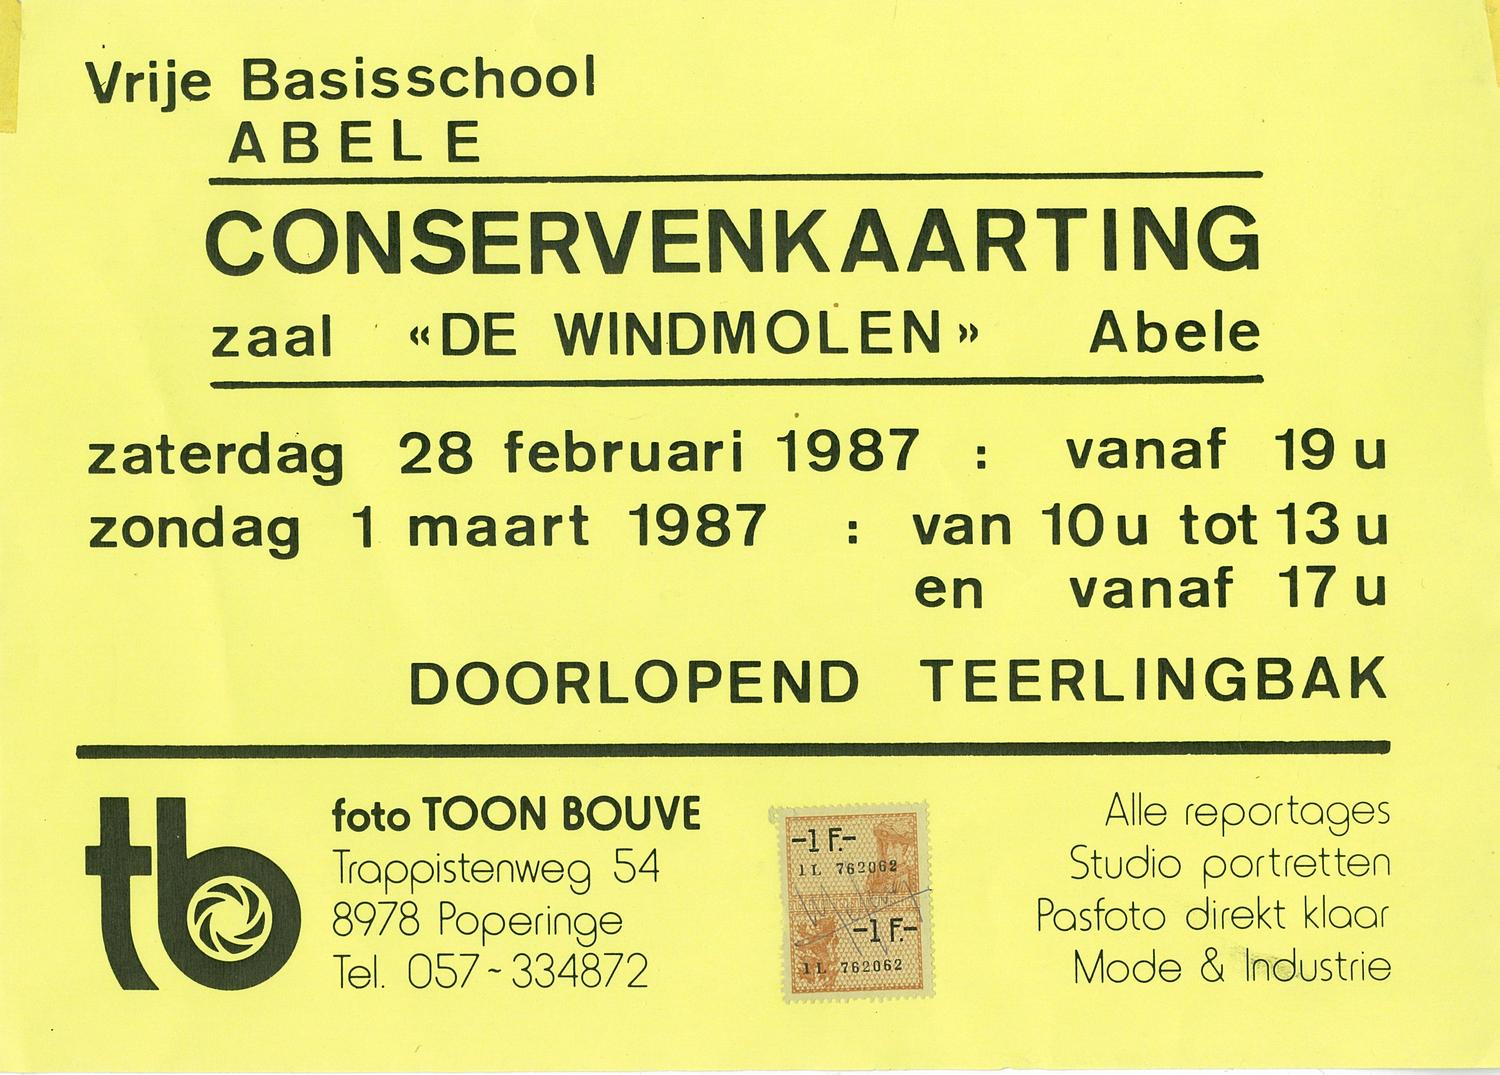 Vrije Basisschool
ABELE
CONSERVENKAARTING
zaal «DE WINDMOLEN» Abele
zaterdag 28 februari 1987 : vanaf 19 u
zondag 1 maart 1987 : van 10 u tot 13 u
en vanaf 17 u
DOORLOPEND TEERLINGBAK
tb
foto TOON BOUVE
Trappistenweg 54
8978 Poperinge
Tel. 057 ~ 334872
-1 F.-
1L 762062
-1 F.-
1L 762062
Alle reportages
Studio portretten
Pasfoto direkt klaar
Mode & Industrie